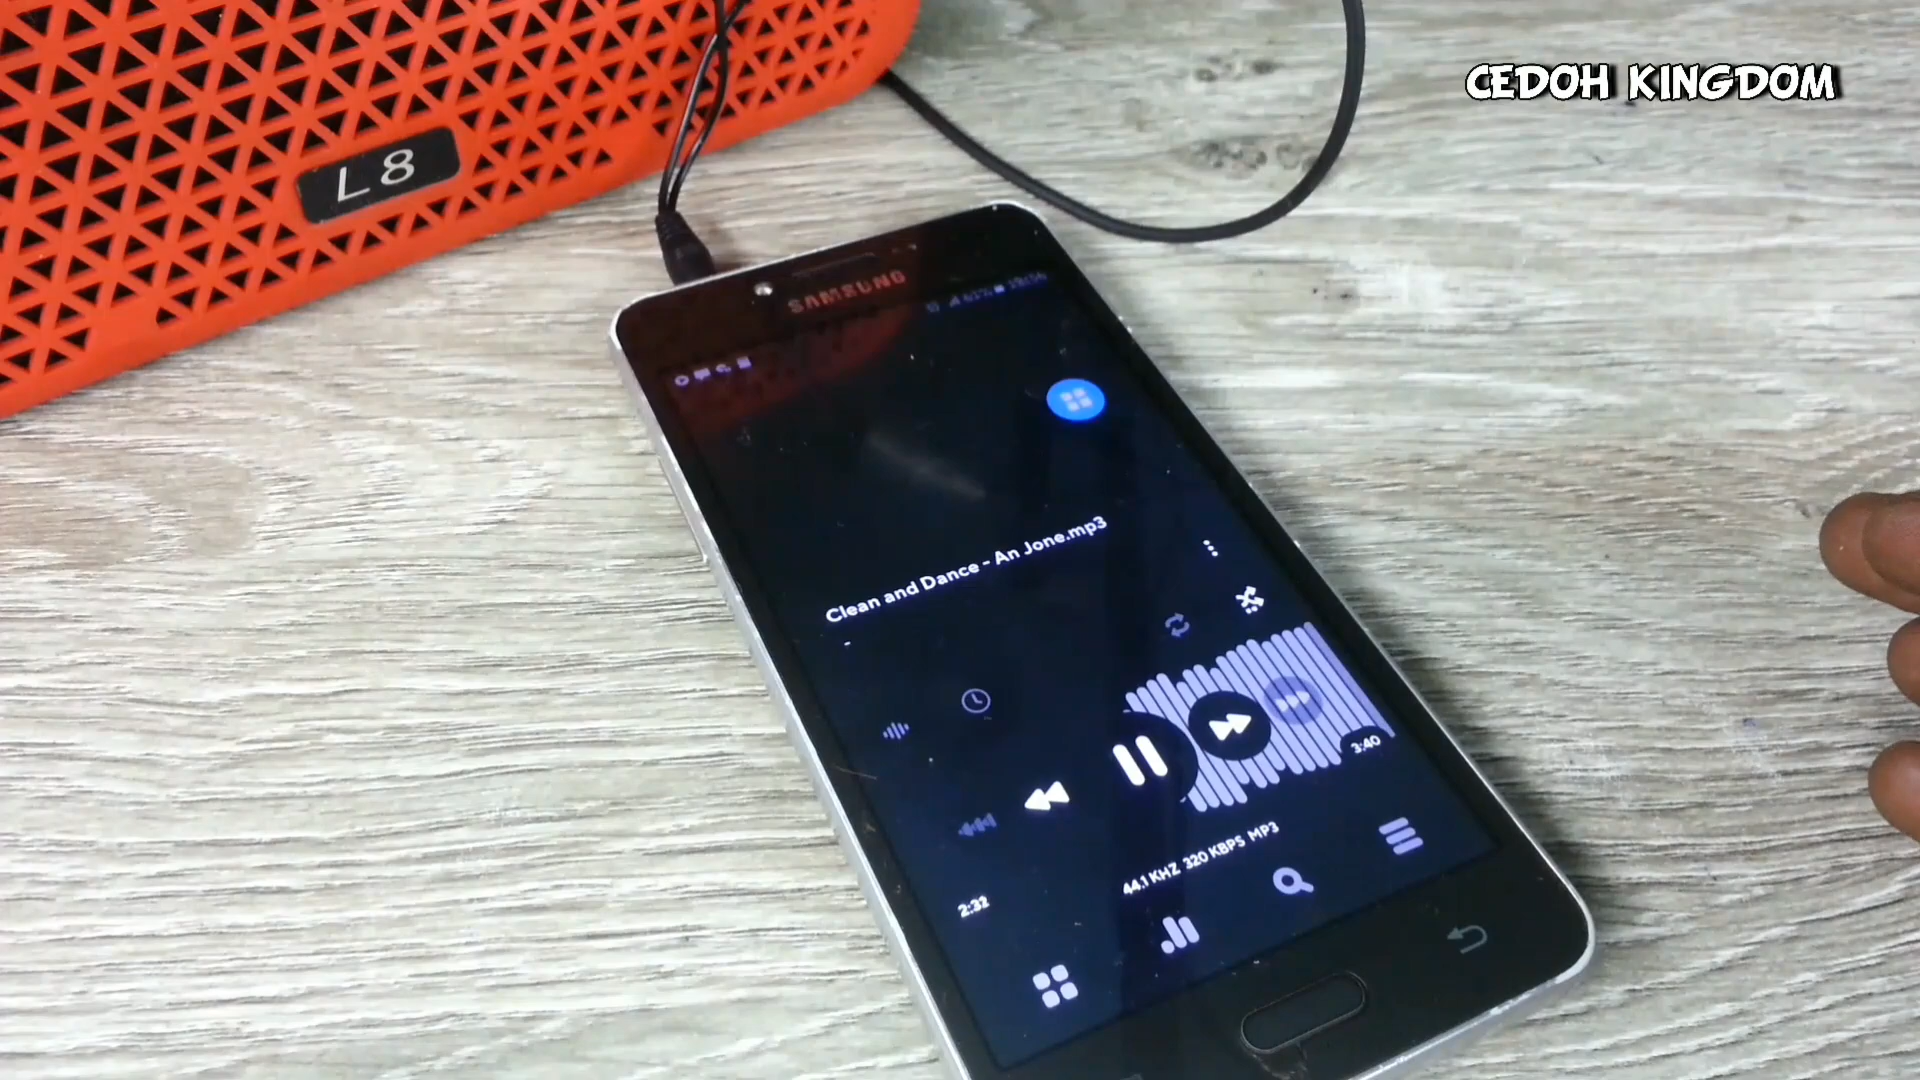 CEDOH KINGDOM
L8
SAMSUNG
Clean and Dance - An Jone.mp3
-
3:40
44.1 KHZ 320 KBPS MP3
2:32